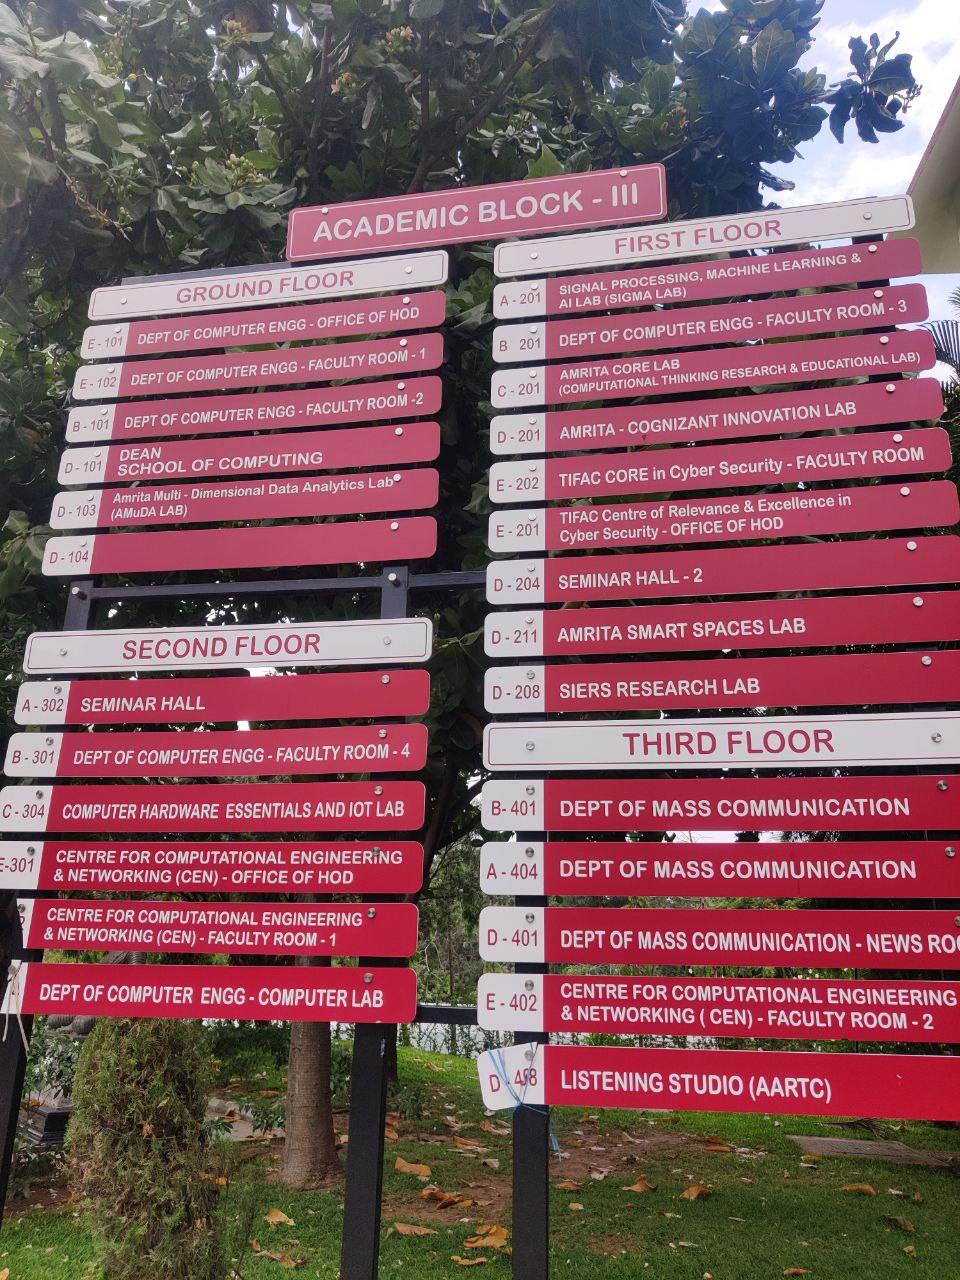 ACADEMIC BLOCK - III
GROUND FLOOR
E - 101 DEPT OF COMPUTER ENGG - OFFICE OF HOD
E - 102 DEPT OF COMPUTER ENGG - FACULTY ROOM - 1
B - 101 DEPT OF COMPUTER ENGG - FACULTY ROOM -2
D - 101 DEAN
SCHOOL OF COMPUTING
D - 103 Amrita Multi - Dimensional Data Analytics Lab
(AMuDA LAB)
D - 104
SECOND FLOOR
A - 302 SEMINAR HALL
B - 301 DEPT OF COMPUTER ENGG - FACULTY ROOM - 4
C - 304 COMPUTER HARDWARE ESSENTIALS AND IOT LAB
E-301 CENTRE FOR COMPUTATIONAL ENGINEERING
& NETWORKING (CEN) - OFFICE OF HOD
CENTRE FOR COMPUTATIONAL ENGINEERING
& NETWORKING (CEN) - FACULTY ROOM - 1
DEPT OF COMPUTER ENGG - COMPUTER LAB
FIRST FLOOR
A - 201 SIGNAL PROCESSING, MACHINE LEARNING &
AI LAB (SIGMA LAB)
B 201 DEPT OF COMPUTER ENGG - FACULTY ROOM - 3
C - 201 AMRITA CORE LAB
(COMPUTATIONAL THINKING RESEARCH & EDUCATIONAL LAB)
D - 201 AMRITA - COGNIZANT INNOVATION LAB
E - 202 TIFAC CORE in Cyber Security - FACULTY ROOM
E - 201 TIFAC Centre of Relevance & Excellence in
Cyber Security - OFFICE OF HOD
D - 204 SEMINAR HALL - 2
D - 211 AMRITA SMART SPACES LAB
D - 208 SIERS RESEARCH LAB
THIRD FLOOR
B- 401 DEPT OF MASS COMMUNICATION
A - 404 DEPT OF MASS COMMUNICATION
D - 401 DEPT OF MASS COMMUNICATION - NEWS ROO
E - 402 CENTRE FOR COMPUTATIONAL ENGINEERING
& NETWORKING ( CEN) - FACULTY ROOM - 2
D - LISTENING STUDIO (AARTC)